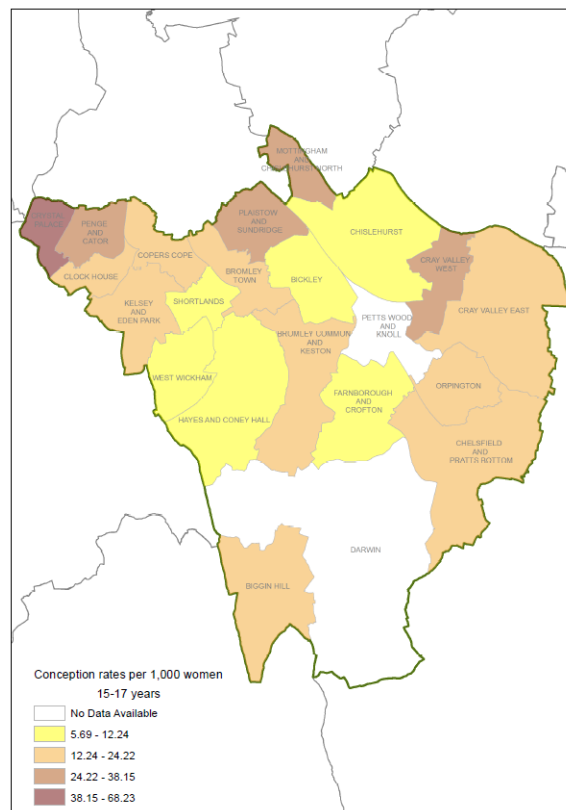 MOTTINGHAM
AND
CHISLEHURST NORTH
CRYSTAL
PALACE
PENGE
AND
CATOR
PLAISTOW
AND
SUNDRIDGE
CHISLEHURST
COPERS COPE
CRAY VALLEY
WEST
CLOCK HOUSE
BROMLEY
TOWN
BICKLEY
SHORTLANDS
KELSEY
AND
EDEN PARK
PETTS WOOD
AND
KNOLL
CRAY VALLEY EAST
BROMLEY COMMON
AND
KESTON
WEST WICKHAM
ORPINGTON
FARNBOROUGH
AND
CROFTON
HAYES AND CONEY HALL
CHELSFIELD
AND
PRATTS BOTTOM
DARWIN
BIGGIN HILL
Conception rates per 1,000 women
15-17 years
No Data Available
5.69 - 12.24
12.24 - 24.22
24.22 - 38.15
38.15 - 68.23